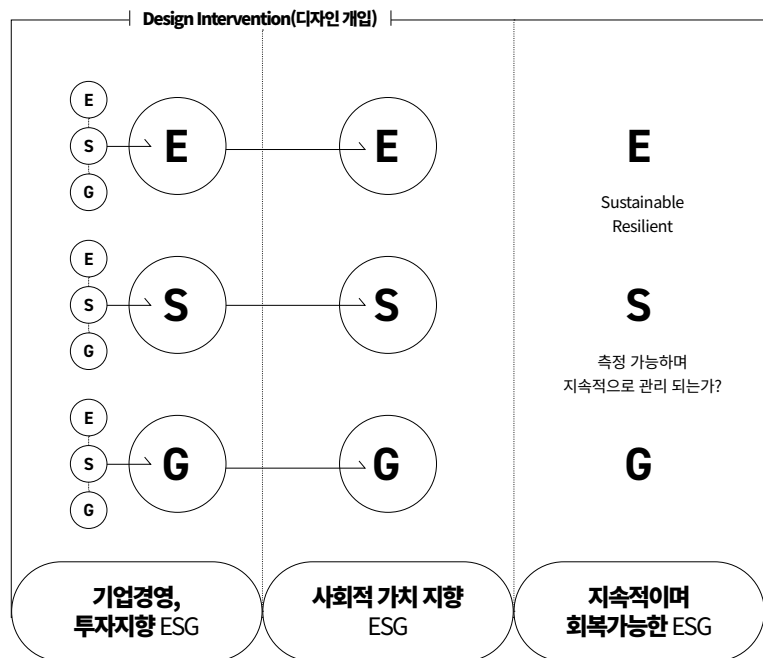 Design Intervention(디자인 개입)
E
S
G
E
E
E
Sustainable
Resilient
E
S
G
S
S
S
측정 가능하며
지속적으로 관리 되는가?
E
S
G
G
G
G
기업경영,
투자지향 ESG
사회적 가치 지향
ESG
지속적이며
회복가능한 ESG